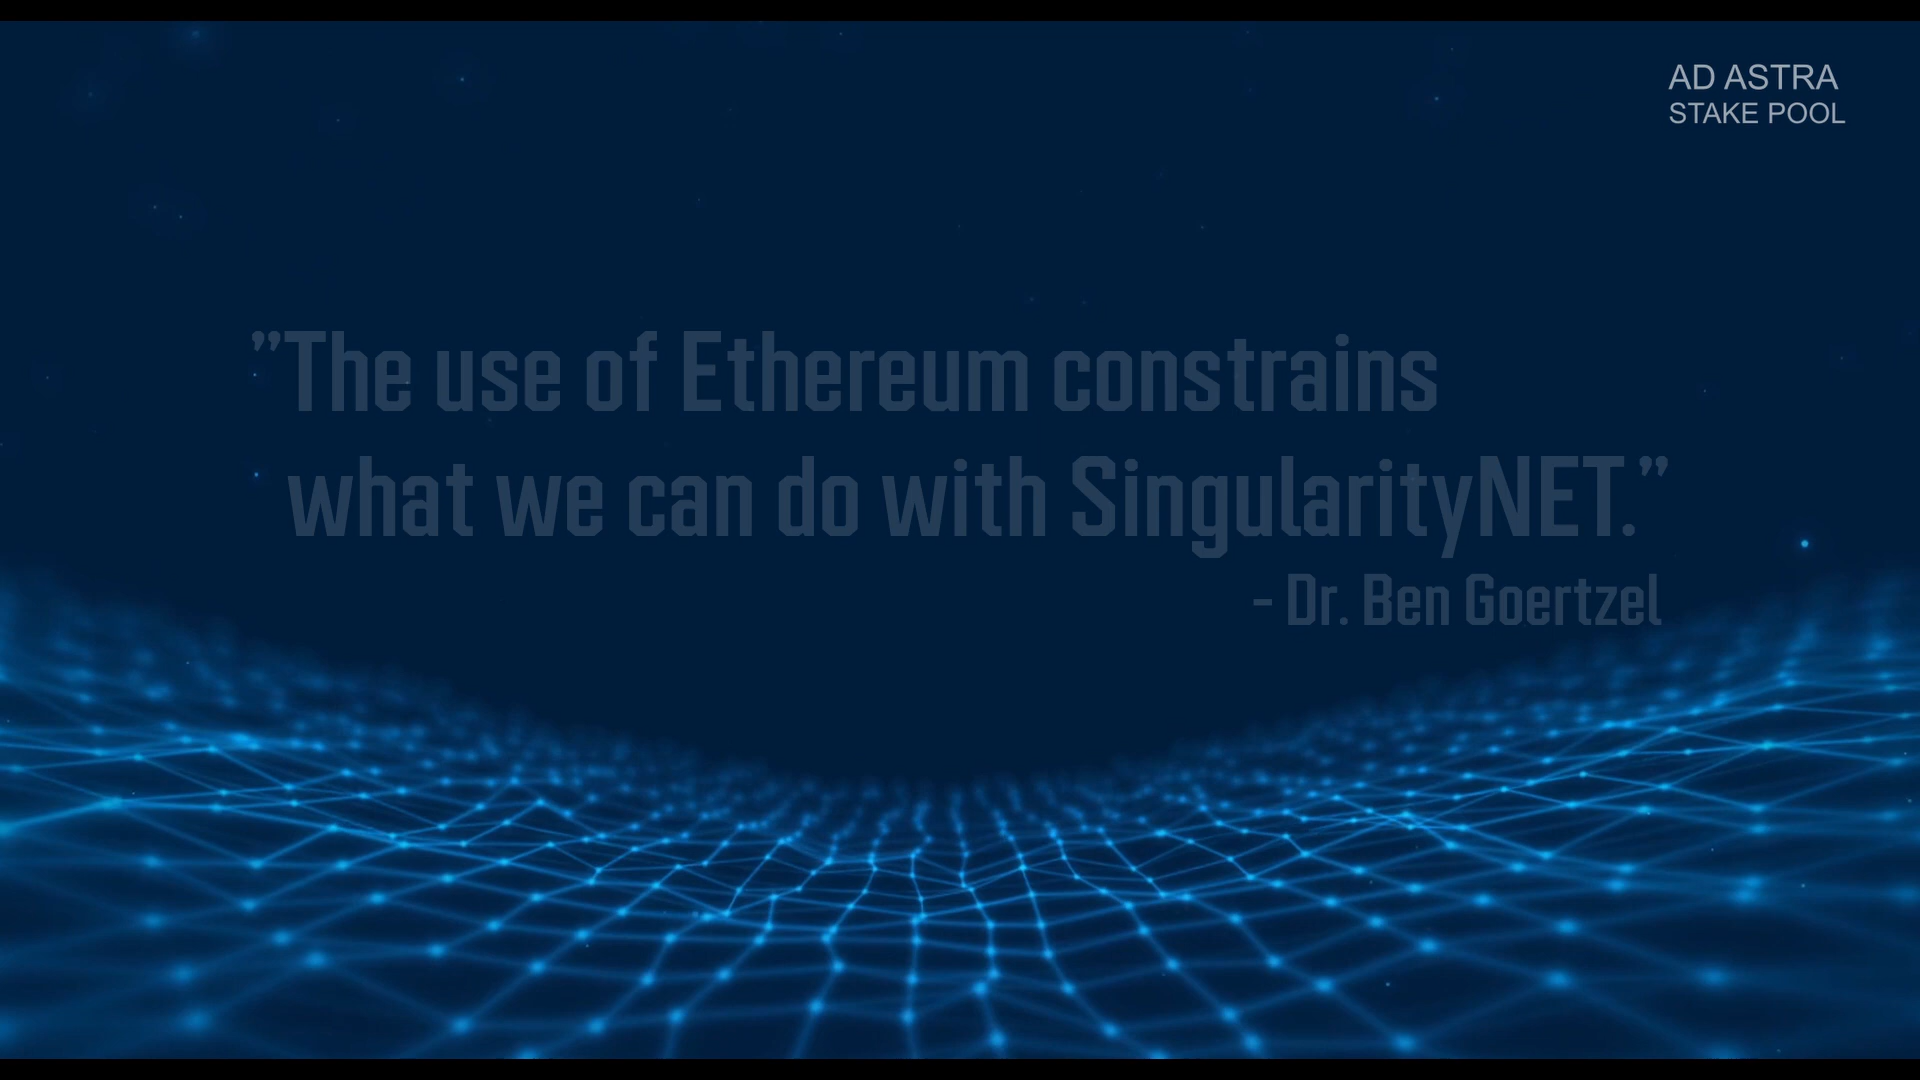 AD ASTRA
STAKE POOL
”The use of Ethereum constrains
what we can do with SingularityNET.”
- Dr. Ben Goertzel